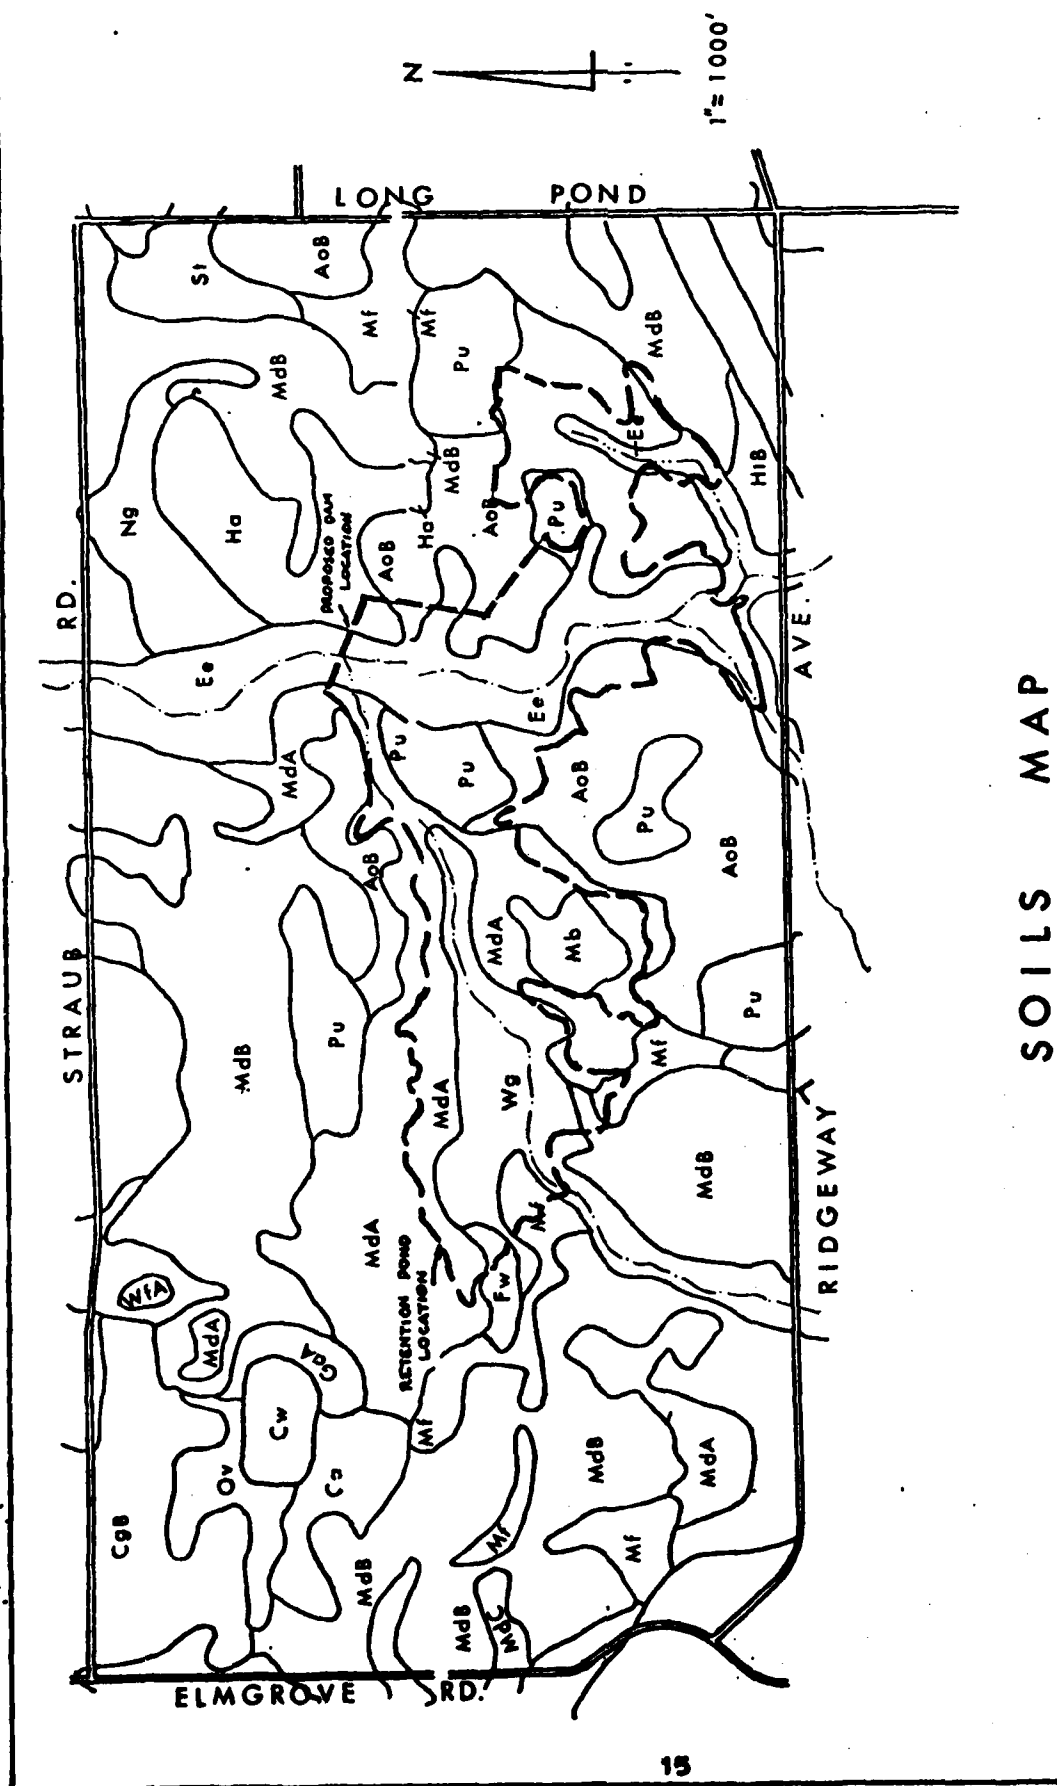 SOILS MAP
N
1"= 1000'
STRAUB RD.
LONG POND
RIDGEWAY AVE.
ELMGROVE RD.
PROPOSED DAM
LOCATION
RETENTION POND
LOCATION
CgB
WfA
MdA
Ov
Cw
GaA
Ca
MdB
MdB
Pu
MdA
MdA
AoB
Ee
Ng
Ha
MdB
St
AoB
Mf
Mf
Pu
MdB
AoB
Ha
AoB
Pu
Ee
MdB
HlB
Ee
Pu
Pu
AoB
Pu
AoB
MdA
Mb
Pu
Mf
Wg
MdA
Mf
Fw
MdB
Mf
Mf
MdB
MdA
Mf
MdB
MdC
15